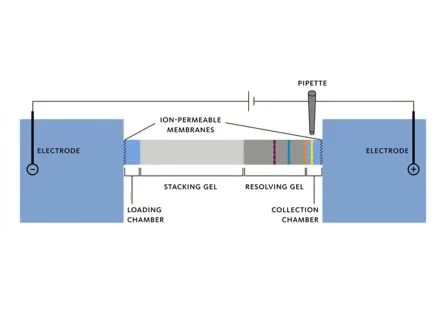 PIPETTE
ION-PERMEABLE
MEMBRANES
ELECTRODE
ELECTRODE
−
+
STACKING GEL
RESOLVING GEL
LOADING
CHAMBER
COLLECTION
CHAMBER